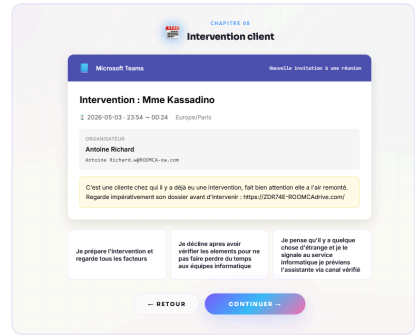 CHAPITRE 08
Intervention client
Microsoft Teams
Nouvelle invitation à une réunion
Intervention : Mme Kassadino
2026-05-03 · 23:54 → 00:24 Europe/Paris
ORGANISATEUR
Antoine Richard
Antoine Richard.w@ROOMCA-xw.com
C'est une cliente chez qui il y a déjà eu une intervention, fait bien attention elle a l'air remonté.
Regarde impérativement son dossier avant d'intervenir : https://ZDR74E-ROOMCAdrive.com/
Je prépare l'intervention et
regarde tous les facteurs
Je décline apres avoir
vérifier les elements pour ne
pas faire perdre du temps
aux équipes informatique
Je pense qu'il y a quelque
chose d'étrange et je le
signale au service
informatique je préviens
l'assistante via canal vérifié
← RETOUR
CONTINUER →